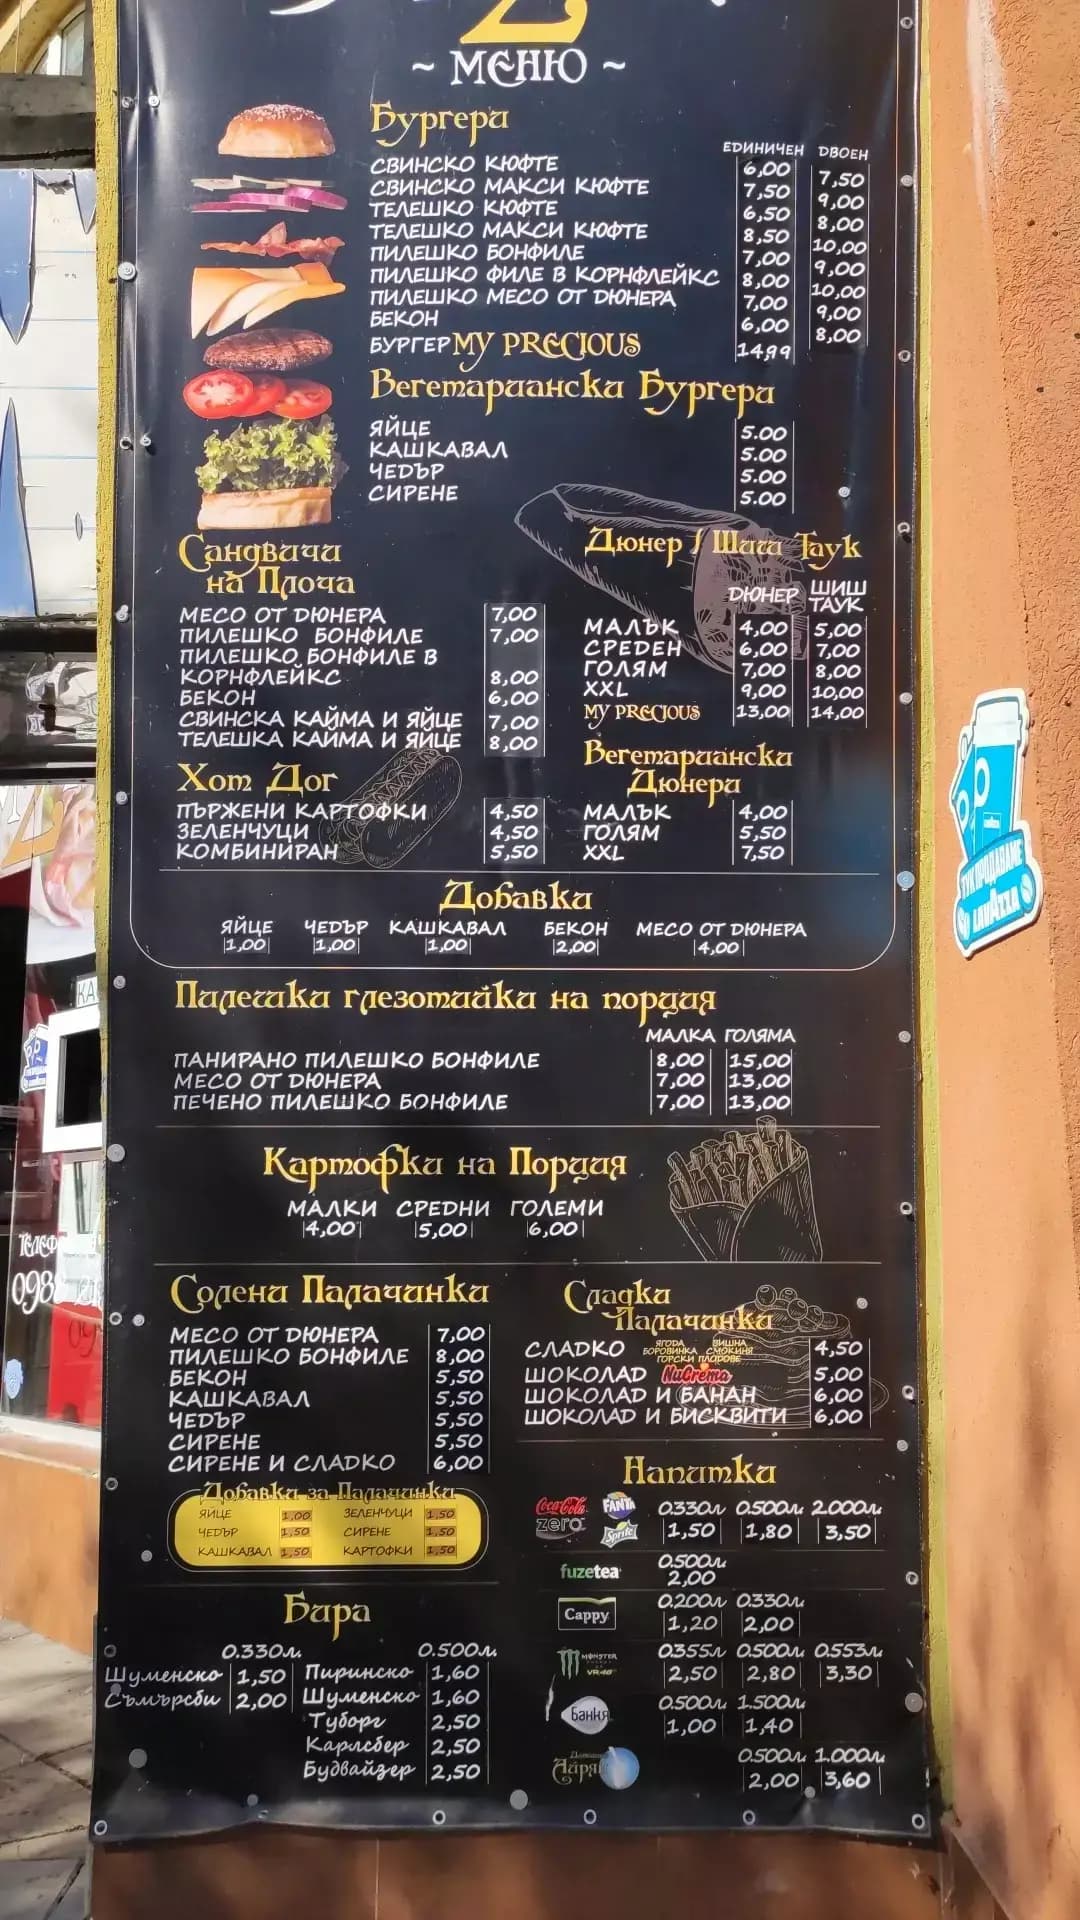 ~ МЕНЮ ~
Бургери
ЕДИНИЧЕН ДВОЕН
СВИНСКО КЮФТЕ 6,00 7,50
СВИНСКО МАКСИ КЮФТЕ 7,50 9,00
ТЕЛЕШКО КЮФТЕ 6,50 8,00
ТЕЛЕШКО МАКСИ КЮФТЕ 8,50 10,00
ПИЛЕШКО БОНФИЛЕ 7,00 9,00
ПИЛЕШКО ФИЛЕ В КОРНФЛЕЙКС 8,00 10,00
ПИЛЕШКО МЕСО ОТ ДЮНЕРА 7,00 9,00
БЕКОН 6,00 8,00
БУРГЕР MY PRECIOUS 14,99
Вегетариански Бургери
ЯЙЦЕ 5.00
КАШКАВАЛ 5.00
ЧЕДЪР 5.00
СИРЕНЕ 5.00
Сандвичи
на Плоча
МЕСО ОТ ДЮНЕРА 7,00
ПИЛЕШКО БОНФИЛЕ 7,00
ПИЛЕШКО БОНФИЛЕ В
КОРНФЛЕЙКС 8,00
БЕКОН 6,00
СВИНСКА КАЙМА И ЯЙЦЕ 7,00
ТЕЛЕШКА КАЙМА И ЯЙЦЕ 8,00
Дюнер / Шиш Таук
ДЮНЕР ШИШ
ТАУК
МАЛЪК 4,00 5,00
СРЕДЕН 6,00 7,00
ГОЛЯМ 7,00 8,00
XXL 9,00 10,00
MY PRECIOUS 13,00 14,00
Хот Дог
ПЪРЖЕНИ КАРТОФКИ 4,50
ЗЕЛЕНЧУЦИ 4,50
КОМБИНИРАН 5,50
Вегетариански
Дюнери
МАЛЪК 4,00
ГОЛЯМ 5,50
XXL 7,50
Добавки
ЯЙЦЕ ЧЕДЪР КАШКАВАЛ БЕКОН МЕСО ОТ ДЮНЕРА
1,00 1,00 1,00 2,00 4,00
Пилешки глезотийки на порция
МАЛКА ГОЛЯМА
ПАНИРАНО ПИЛЕШКО БОНФИЛЕ 8,00 15,00
МЕСО ОТ ДЮНЕРА 7,00 13,00
ПЕЧЕНО ПИЛЕШКО БОНФИЛЕ 7,00 13,00
Картофки на Порция
МАЛКИ СРЕДНИ ГОЛЕМИ
4,00 5,00 6,00
Солени Палачинки
МЕСО ОТ ДЮНЕРА 7,00
ПИЛЕШКО БОНФИЛЕ 8,00
БЕКОН 5,50
КАШКАВАЛ 5,50
ЧЕДЪР 5,50
СИРЕНЕ 5,50
СИРЕНЕ И СЛАДКО 6,00
Добавки за Палачинки
ЯЙЦЕ 1,00 ЗЕЛЕНЧУЦИ 1,50
ЧЕДЪР 1,50 СИРЕНЕ 1,50
КАШКАВАЛ 1,50 КАРТОФКИ 1,50
Сладки
Палачинки
СЛАДКО ЯГОДА ВИШНА 4,50
БОРОВИНКА СМОКИНЯ
ГОРСКИ ПЛОДОВЕ
ШОКОЛАД NuCrema 5,00
ШОКОЛАД И БАНАН 6,00
ШОКОЛАД И БИСКВИТИ 6,00
Бира
0.330л. 0.500л.
Шуменско 1,50 Пиринско 1,60
Съмърсби 2,00 Шуменско 1,60
Туборг 2,50
Карлсбер 2,50
Будвайзер 2,50
Напитки
Coca-Cola zero FANTA Sprite
0.330л 0.500л 2.000л
1,50 1,80 3,50
fuzetea 0.500л
2,00
Cappy 0.200л 0.330л
1,20 2,00
MONSTER 0.355л 0.500л 0.553л
VR46 2,50 2,80 3,30
Банкя 0.500л 1.500л
1,00 1,40
Айрян 0.500л 1.000л
2,00 3,60
ТУК ПРОДАВАМЕ
LAVAZZA